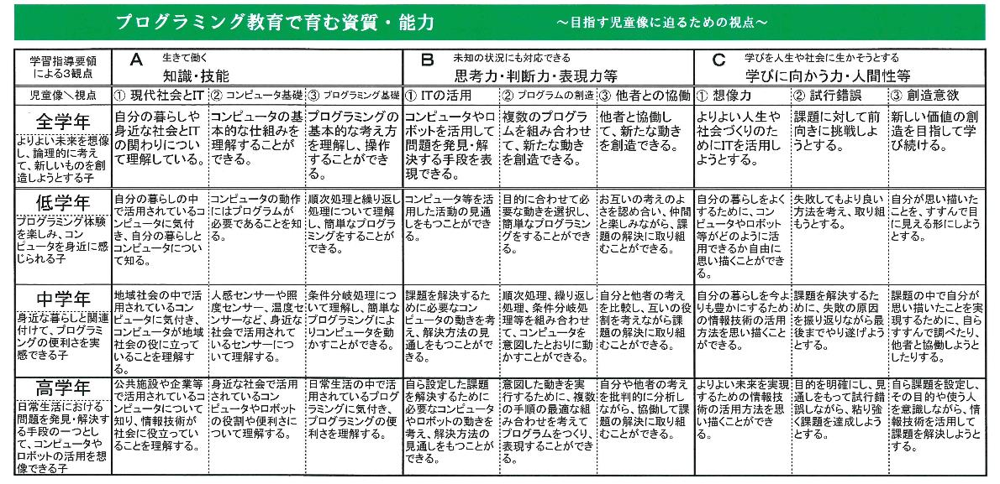 プログラミング教育で育む資質・能力 ～目指す児童像に迫るための視点～
学習指導要領
による3観点
A 生きて働く
知識・技能
B 未知の状況にも対応できる
思考力・判断力・表現力等
C 学びを人生や社会に生かそうとする
学びに向かう力・人間性等
児童像＼視点
① 現代社会とIT
② コンピュータ基礎
③ プログラミング基礎
① ITの活用
② プログラムの創造
③ 他者との協働
① 想像力
② 試行錯誤
③ 創造意欲
全学年
よりよい未来を想像
し、論理的に考え
て、新しいものを創
造しようとする子
自分の暮らしや
身近な社会とIT
の関わりについ
て理解している。
コンピュータの基
本的な仕組みを
理解することが
できる。
プログラミングの
基本的な考え方
を理解し、操作
することができ
る。
コンピュータやロ
ボットを活用して
問題を発見・解
決する手段を表
現できる。
複数のプログラ
ムを組み合わせ
て、新たな動き
を創造できる。
他者と協働し
て、新たな動き
を創造できる。
よりよい人生や
社会づくりのた
めにITを活用し
ようとする。
課題に対して前
向きに挑戦しよ
うとする。
新しい価値の創
造を目指して学
び続ける。
低学年
プログラミング体験
を楽しみ、コン
ピュータを身近に感
じられる子
自分の暮らしの中
で活用されているコ
ンピュータに気付
き、自分の暮らしと
コンピュータについ
て知る。
コンピュータの動作
にはプログラムが
必要であることを知
る。
順次処理と繰り返し
処理について理解
し、簡単なプログラ
ミングをすることが
できる。
コンピュータ等を活
用した活動の見通
しをもつことができ
る。
目的に合わせて必
要な動きを選択し、
簡単なプログラミン
グをすることができ
る。
お互いの考えのよ
さを認め合い、仲間
と楽しみながら、課
題の解決に取り組
むことができる。
自分の暮らしをよく
するために、コン
ピュータやロボット
等がどのように活
用できるか自由に
思い描くことができ
る。
失敗してもより良い
方法を考え、取り組
もうとする。
自分が思い描いた
ことを、すすんで目
に見える形にしよう
とする。
中学年
身近な暮らしと関連
付けて、プログラミ
ングの便利さを実
感できる子
地域社会の中で活
用されているコン
ピュータに気付き、
コンピュータが地域
社会の役に立って
いることを理解す
る。
人感センサーや照
度センサー、温度セ
ンサーなど、身近な
社会で活用されて
いるセンサーにつ
いて理解する。
条件分岐処理につ
いて理解し、簡単な
プログラミングによ
りコンピュータを動
かすことができる。
課題を解決するた
めに必要なコン
ピュータの動きを考
え、解決方法の見
通しをもつことがで
きる。
順次処理、繰り返し
処理、条件分岐処
理等を組み合わせ
て、コンピュータを
意図したとおりに動
かすことができる。
自分と他者の考え
を比較し、互いの役
割を考えながら課
題の解決に取り組
むことができる。
自分の暮らしを今よ
りも豊かにするため
の情報技術の活用
方法を思い描くこと
ができる。
課題を解決するた
めに、失敗の原因
を振り返りながら最
後までやり遂げよう
とする。
課題の中で自分が
思い描いたことを実
現するために、自ら
すすんで調べたり、
他者と協働しようと
したりする。
高学年
日常生活における
問題を発見・解決す
る手段の一つとし
て、コンピュータや
ロボットの活用を想
像できる子
公共施設や企業等
で活用されているコ
ンピュータについて
知り、情報技術が
社会に役立ってい
ることを理解する。
身近な社会で活用
されているコン
ピュータやロボット
の役割や便利さに
ついて理解する。
日常生活の中で活
用されているプログ
ラミングに気付き、
プログラミングの便
利さを理解する。
自ら設定した課題
を解決するために
必要なコンピュータ
やロボットの動きを
考え、解決方法の
見通しをもつことが
できる。
意図した動きを実
行するために、複数
の手順の最適な組
み合わせを考えて
プログラムをつくり、
表現することができ
る。
自分や他者の考え
を批判的に分析し
ながら、協働して課
題の解決に取り組
むことができる。
よりよい未来を実現
するための情報技
術の活用方法を思
い描くことができ
る。
目的を明確にし、見
通しをもって試行錯
誤しながら、粘り強
く課題を達成しよう
とする。
自ら課題を設定し、
その目的や使う人
を意識しながら、情
報技術を活用して
課題を解決しようと
する。